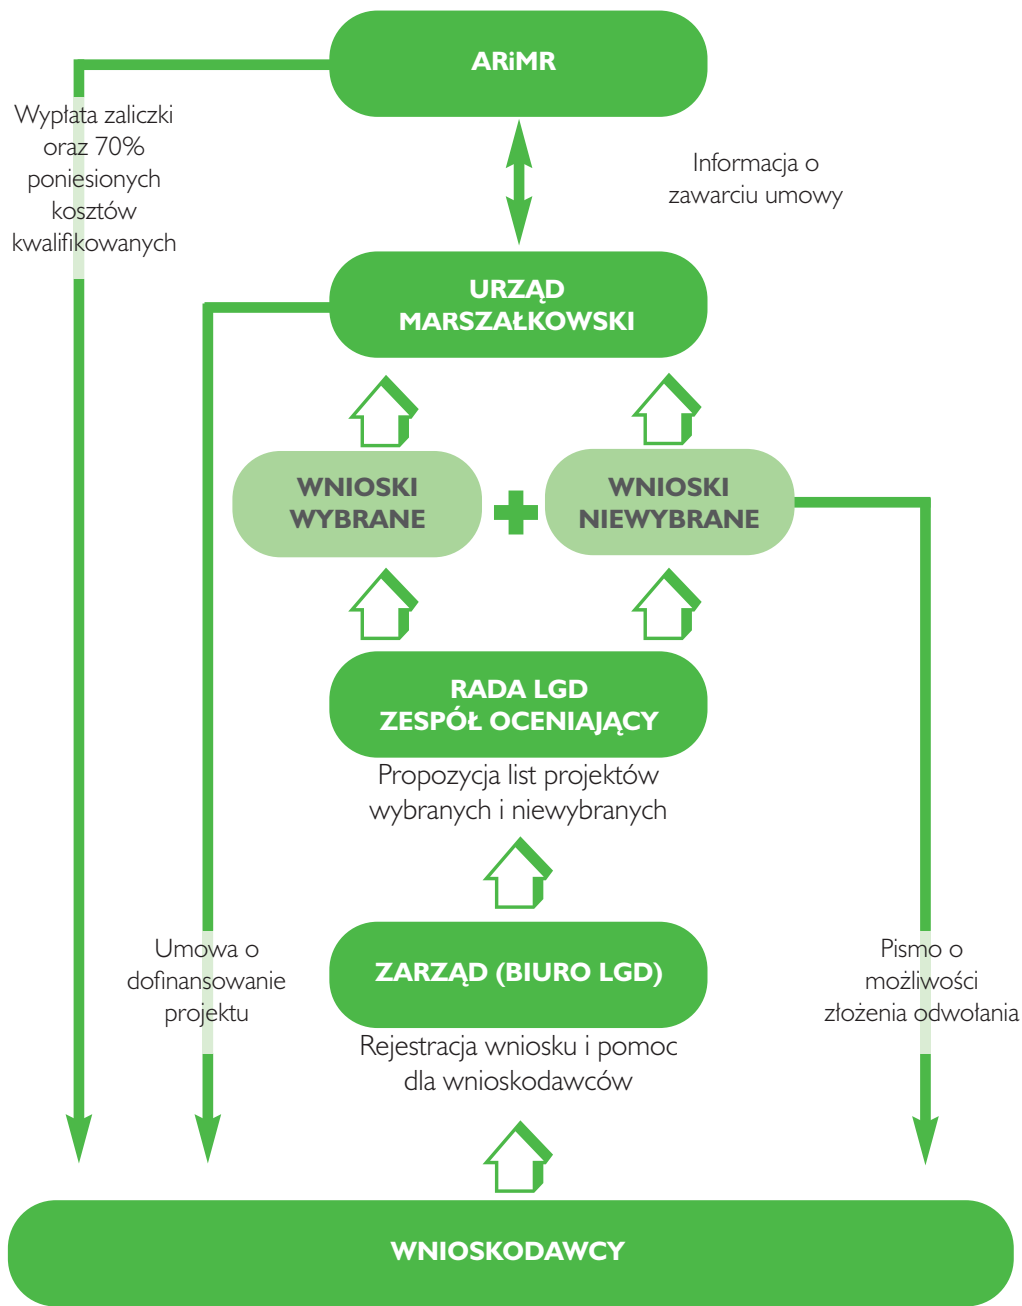 ARiMR
Wypłata zaliczki
oraz 70%
poniesionych
kosztów
kwalifikowanych
Informacja o
zawarciu umowy
URZĄD
MARSZAŁKOWSKI
WNIOSKI
WYBRANE
WNIOSKI
NIEWYBRANE
RADA LGD
ZESPÓŁ OCENIAJĄCY
Propozycja list projektów
wybranych i niewybranych
ZARZĄD (BIURO LGD)
Rejestracja wniosku i pomoc
dla wnioskodawców
Umowa o
dofinansowanie
projektu
Pismo o
możliwości
złożenia odwołania
WNIOSKODAWCY